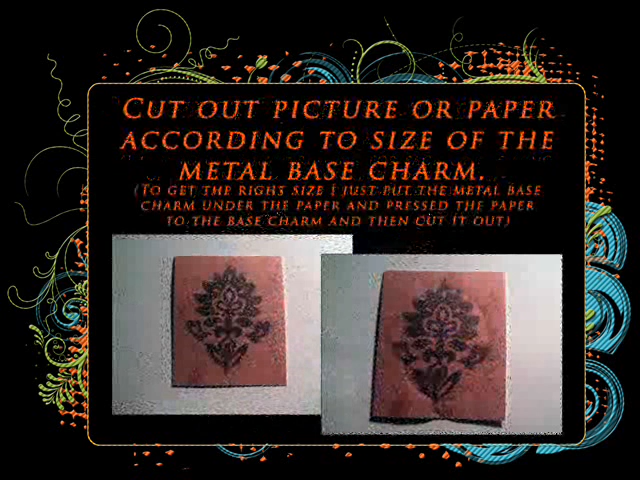 CUT OUT PICTURE OR PAPER
ACCORDING TO SIZE OF THE
METAL BASE CHARM.
(TO GET THE RIGHT SIZE I JUST PUT THE METAL BASE
CHARM UNDER THE PAPER AND PRESSED THE PAPER
TO THE BASE CHARM AND THEN CUT IT OUT)